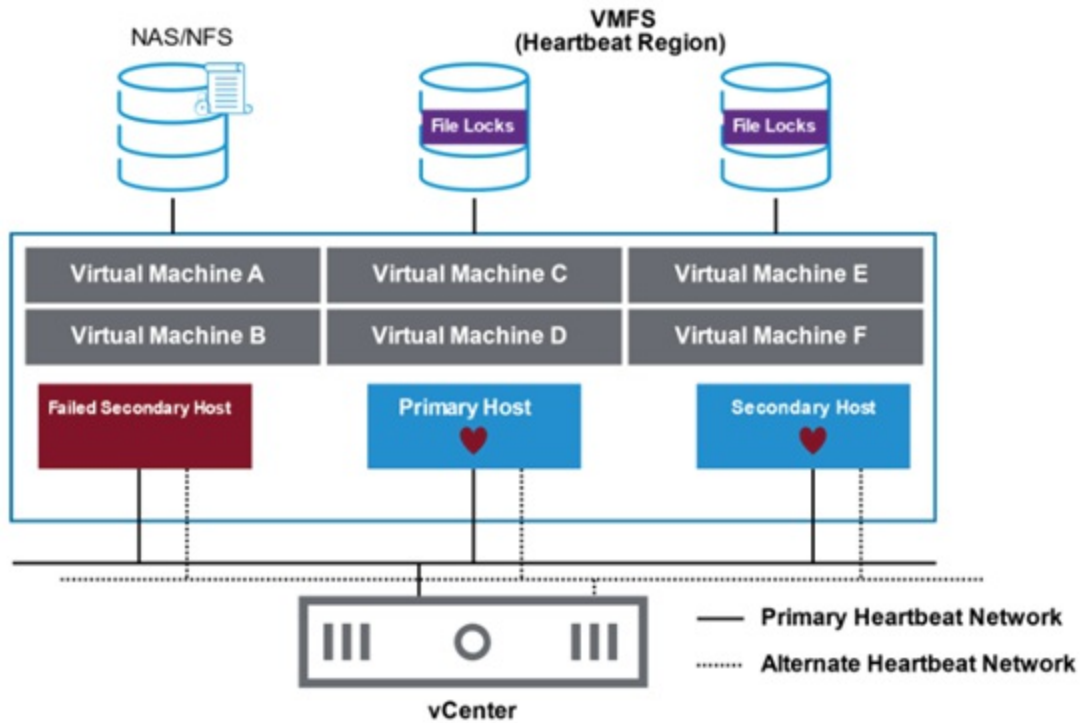 NAS/NFS
VMFS
(Heartbeat Region)
File Locks
File Locks
Virtual Machine A
Virtual Machine C
Virtual Machine E
Virtual Machine B
Virtual Machine D
Virtual Machine F
Failed Secondary Host
Primary Host
Secondary Host
Primary Heartbeat Network
Alternate Heartbeat Network
vCenter